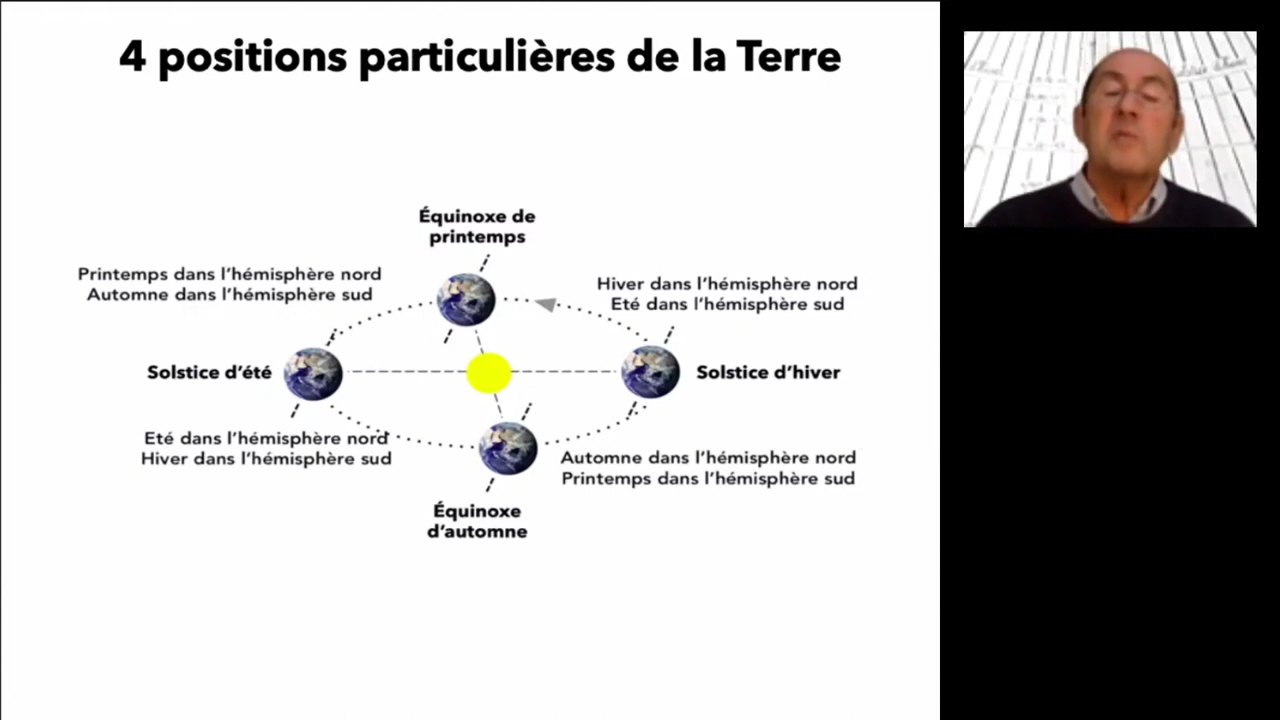 4 positions particulières de la Terre
Équinoxe de
printemps
Printemps dans l'hémisphère nord
Automne dans l'hémisphère sud
Hiver dans l'hémisphère nord
Eté dans l'hémisphère sud
Solstice d'été
Solstice d'hiver
Eté dans l'hémisphère nord
Hiver dans l'hémisphère sud
Automne dans l'hémisphère nord
Printemps dans l'hémisphère sud
Équinoxe
d'automne